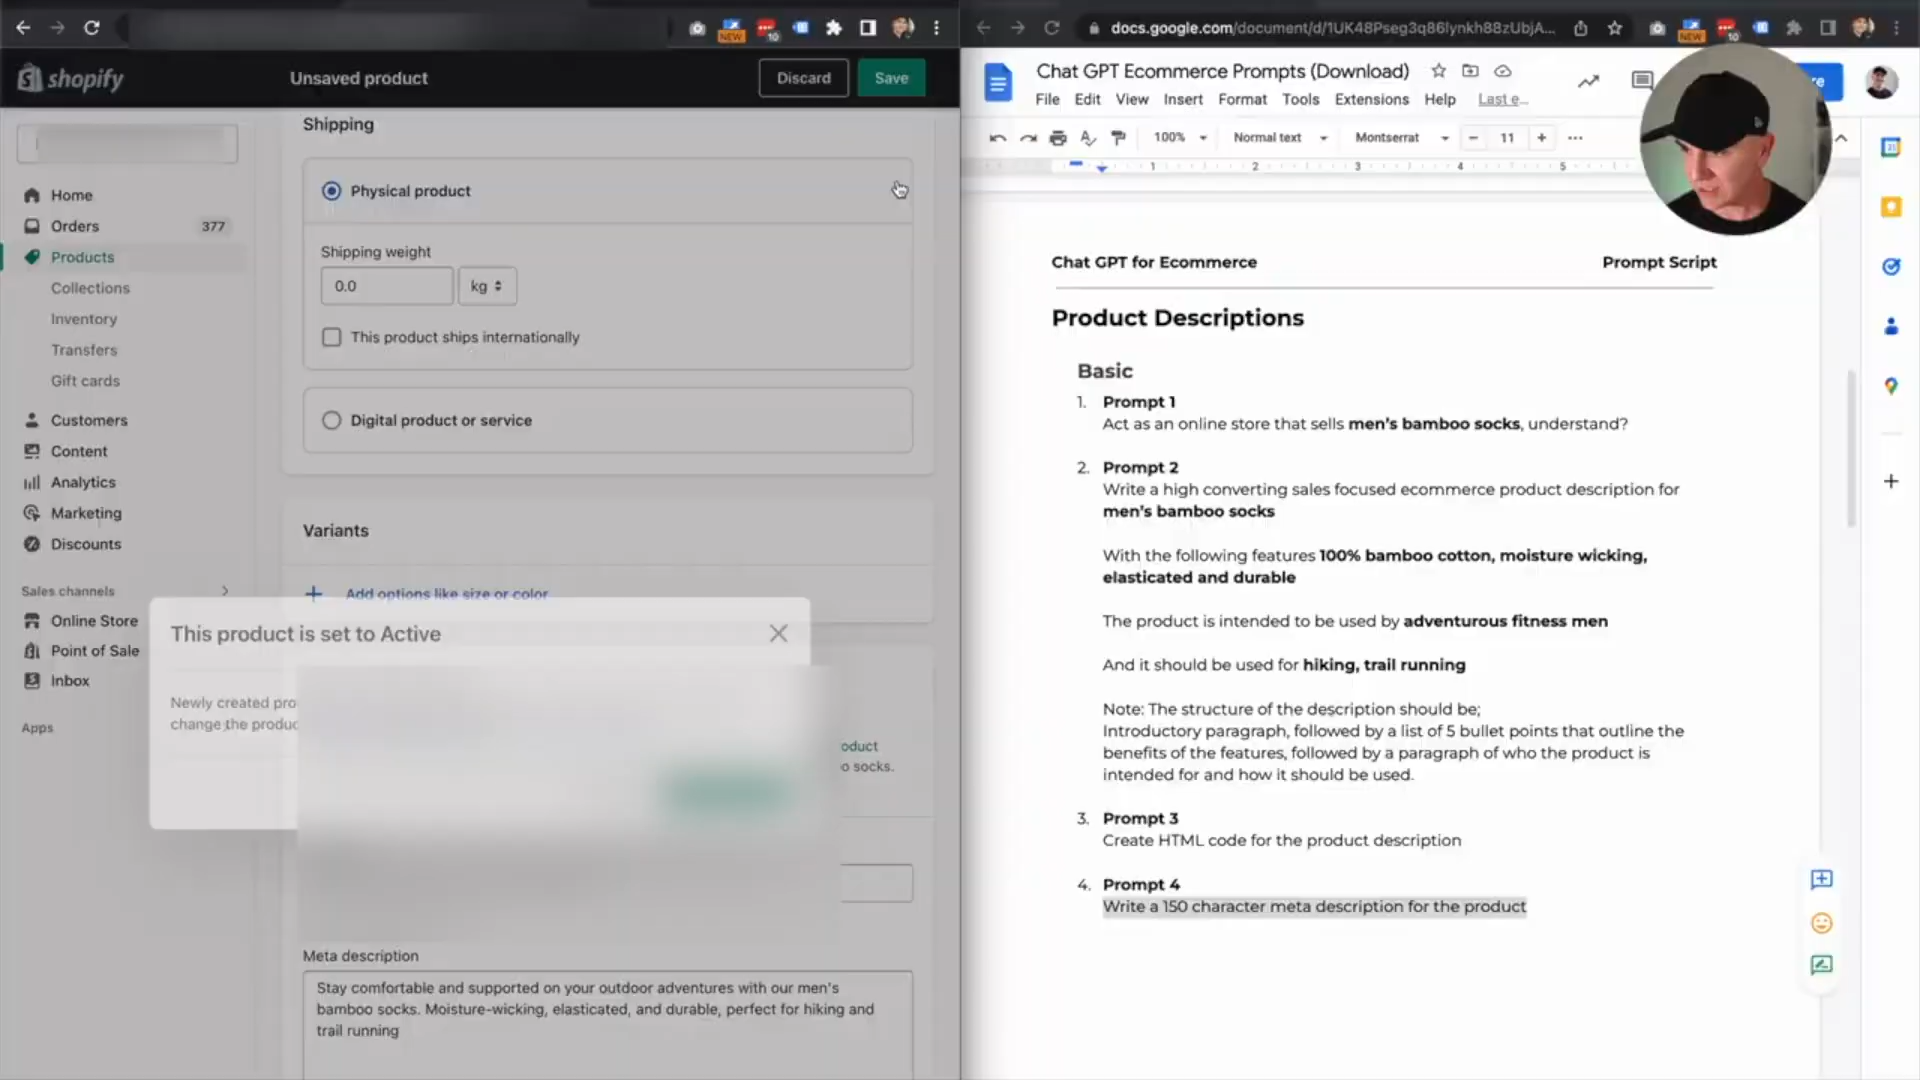 shopify
Unsaved product
Discard
Save
Home
Orders
377
Products
Collections
Inventory
Transfers
Gift cards
Customers
Content
Analytics
Marketing
Discounts
Sales channels
Online Store
Point of Sale
Inbox
Apps
Shipping
Physical product
Shipping weight
0.0
kg
This product ships internationally
Digital product or service
Variants
Add options like size or color
This product is set to Active
Newly created
change the
oduct
o socks.
Meta description
Stay comfortable and supported on your outdoor adventures with our men's
bamboo socks. Moisture-wicking, elasticated, and durable, perfect for hiking and
trail running
NEW
10
docs.google.com/document/d/1UK48Pseg3q86lynkh88zUbjA...
NEW
10
Chat GPT Ecommerce Prompts (Download)
File Edit View Insert Format Tools Extensions Help Last e...
100% Normal text Montserrat 11
1 2 3 4 5
Chat GPT for Ecommerce
Prompt Script
Product Descriptions
Basic
1. Prompt 1
Act as an online store that sells men's bamboo socks, understand?
2. Prompt 2
Write a high converting sales focused ecommerce product description for
men's bamboo socks
With the following features 100% bamboo cotton, moisture wicking,
elasticated and durable
The product is intended to be used by adventurous fitness men
And it should be used for hiking, trail running
Note: The structure of the description should be;
Introductory paragraph, followed by a list of 5 bullet points that outline the
benefits of the features, followed by a paragraph of who the product is
intended for and how it should be used.
3. Prompt 3
Create HTML code for the product description
4. Prompt 4
Write a 150 character meta description for the product